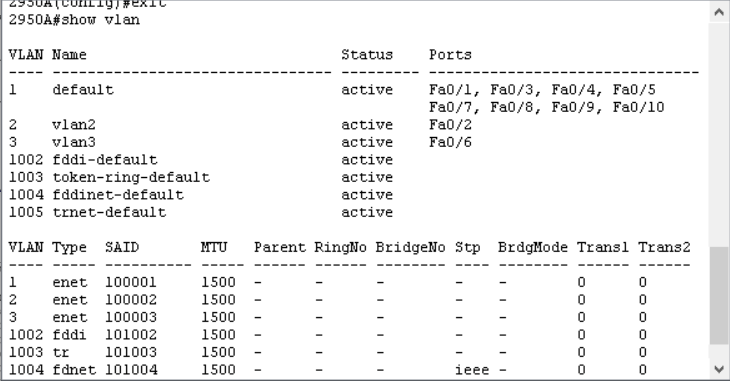 2950A(config)#exit
2950A#show vlan
VLAN Name                             Status    Ports
---- -------------------------------- --------- -------------------------------
1    default                          active    Fa0/1, Fa0/3, Fa0/4, Fa0/5
                                                Fa0/7, Fa0/8, Fa0/9, Fa0/10
2    vlan2                            active    Fa0/2
3    vlan3                            active    Fa0/6
1002 fddi-default                     active
1003 token-ring-default               active
1004 fddinet-default                  active
1005 trnet-default                    active
VLAN Type  SAID       MTU   Parent RingNo BridgeNo Stp  BrdgMode Trans1 Trans2
---- ----- ---------- ----- ------ ------ -------- ---- -------- ------ ------
1    enet  100001     1500  -      -      -        -    -        0      0
2    enet  100002     1500  -      -      -        -    -        0      0
3    enet  100003     1500  -      -      -        -    -        0      0
1002 fddi  101002     1500  -      -      -        -    -        0      0
1003 tr    101003     1500  -      -      -        -    -        0      0
1004 fdnet 101004     1500  -      -      -        ieee -        0      0